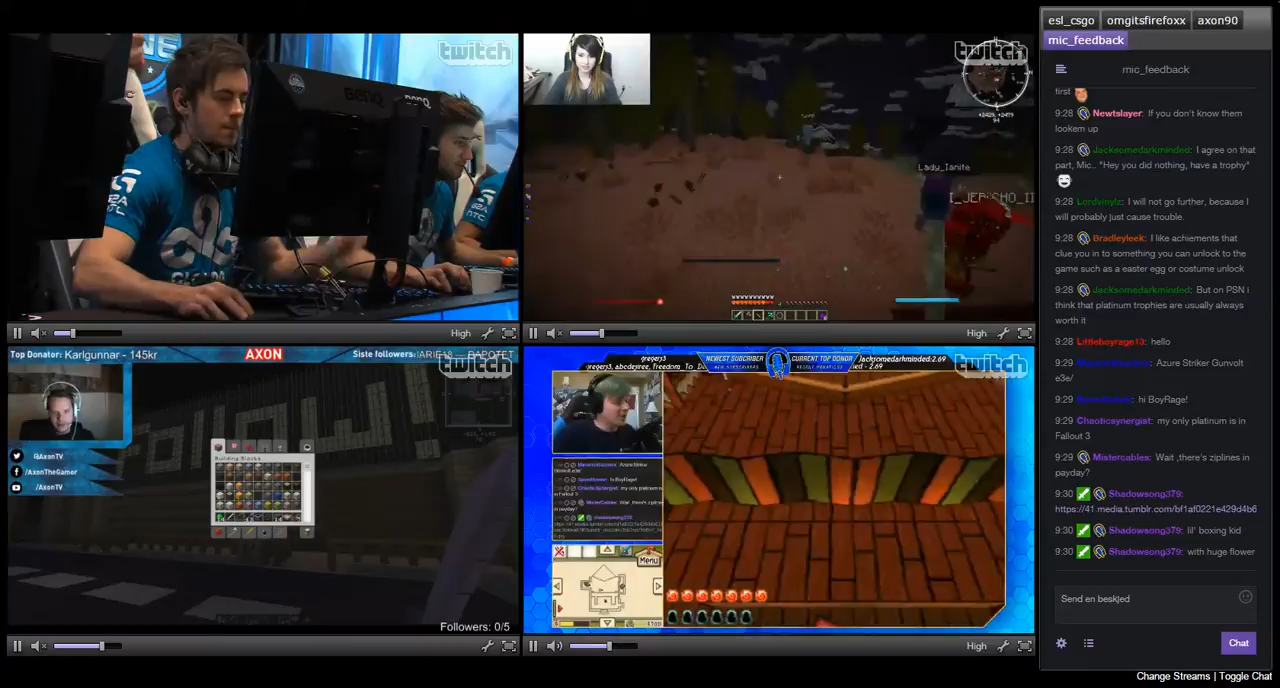 twitch
BENQ
BENQ
High
twitch
Lady_Ianite
I_JERICHO_II
High
Top Donator: Karlgunnar - 145kr
AXON
Siste followers:
twitch
@AxonTV
/AxonTheGamer
/AxonTV
Building Blocks
Followers: 0/5
gregerj3
NEWEST SUBCRIBER
CURRENT TOP DONOR
Jacksomedarkminded:2.69
twitch
Menu
High
esl_csgo
omgitsfirefoxx
axon90
mic_feedback
mic_feedback
first
9:28 Newtslayer: If you don't know them
lookem up
9:28 Jacksomedarkminded: I agree on that
part, Mic.. "Hey you did nothing, have a trophy"
9:28 Lordvinylz: I will not go further, because I
will probably just cause trouble.
9:28 Bradleyleek: I like achiements that
clue you in to something you can unlock to the
game such as a easter egg or costume unlock
9:28 Jacksomedarkminded: But on PSN i
think that platinum trophies are usually always
worth it
9:28 Littleboyrage13: hello
9:29 Azure Striker Gunvolt
e3e/
9:29 hi BoyRage!
9:29 Chaoticsynergist: my only platinum is in
Fallout 3
9:29 Mistercables: Wait ,there's ziplines in
payday?
9:30 Shadowsong379:
https://41.media.tumblr.com/bf1af0221e429d4b6
9:30 Shadowsong379: lil' boxing kid
9:30 Shadowsong379: with huge flower
Send en beskjed
Chat
Change Streams | Toggle Chat